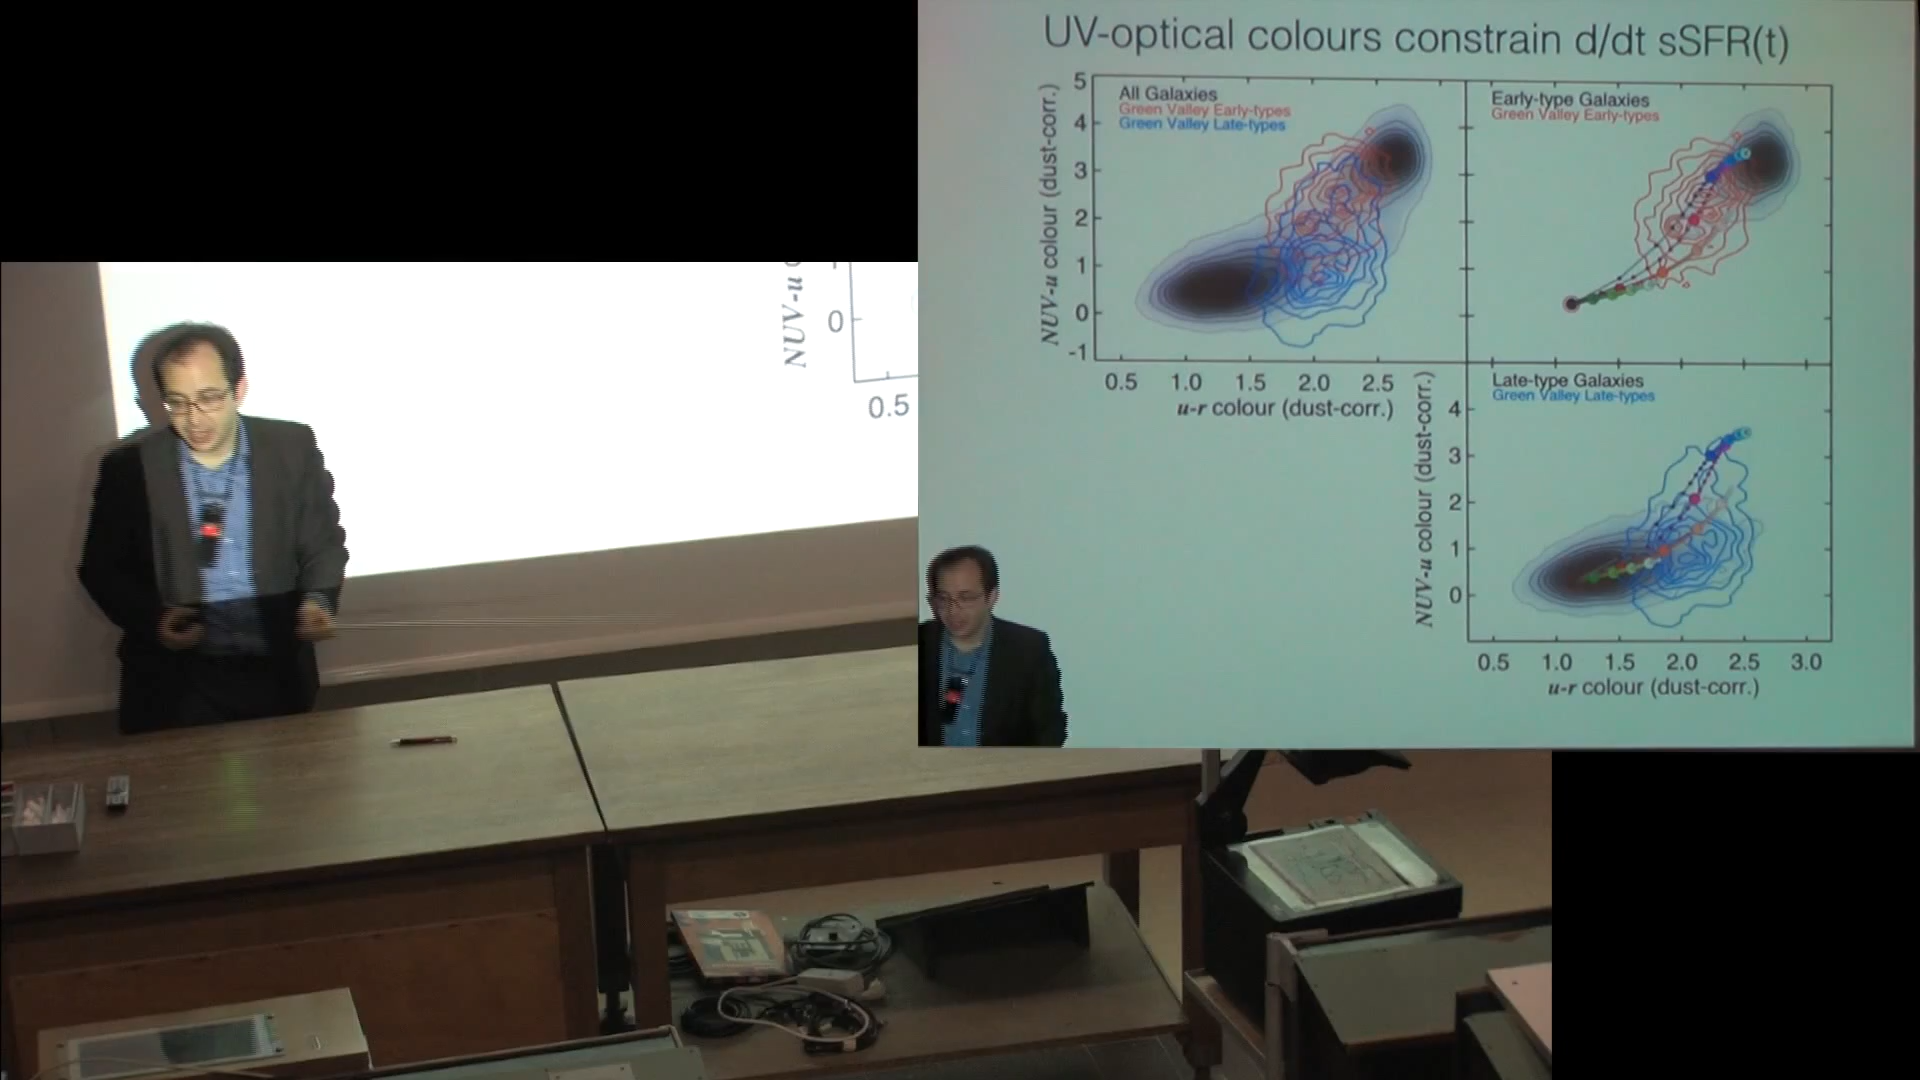 UV-optical colours constrain d/dt sSFR(t)
All Galaxies
Green Valley Early-types
Green Valley Late-types
NUV-u colour (dust-corr.)
5
4
3
2
1
0
-1
0.5 1.0 1.5 2.0 2.5
u-r colour (dust-corr.)
Early-type Galaxies
Green Valley Early-types
Late-type Galaxies
Green Valley Late-types
NUV-u colour (dust-corr.)
4
3
2
1
0
0.5 1.0 1.5 2.0 2.5 3.0
u-r colour (dust-corr.)
NUV-u
0
0.5